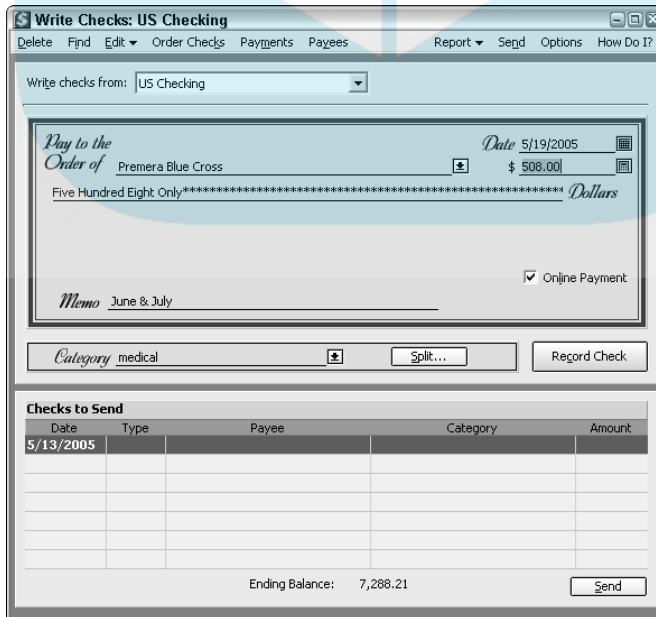 Write Checks: US Checking
Delete Find Edit Order Checks Payments Payees Report Send Options How Do I?
Write checks from: US Checking
Pay to the
Order of Premera Blue Cross
Date 5/19/2005
$ 508.00
Five Hundred Eight Only**************************************************************** Dollars
Online Payment
Memo June & July
Category medical Split... Record Check
Checks to Send
Date Type Payee Category Amount
5/13/2005
Ending Balance: 7,288.21 Send